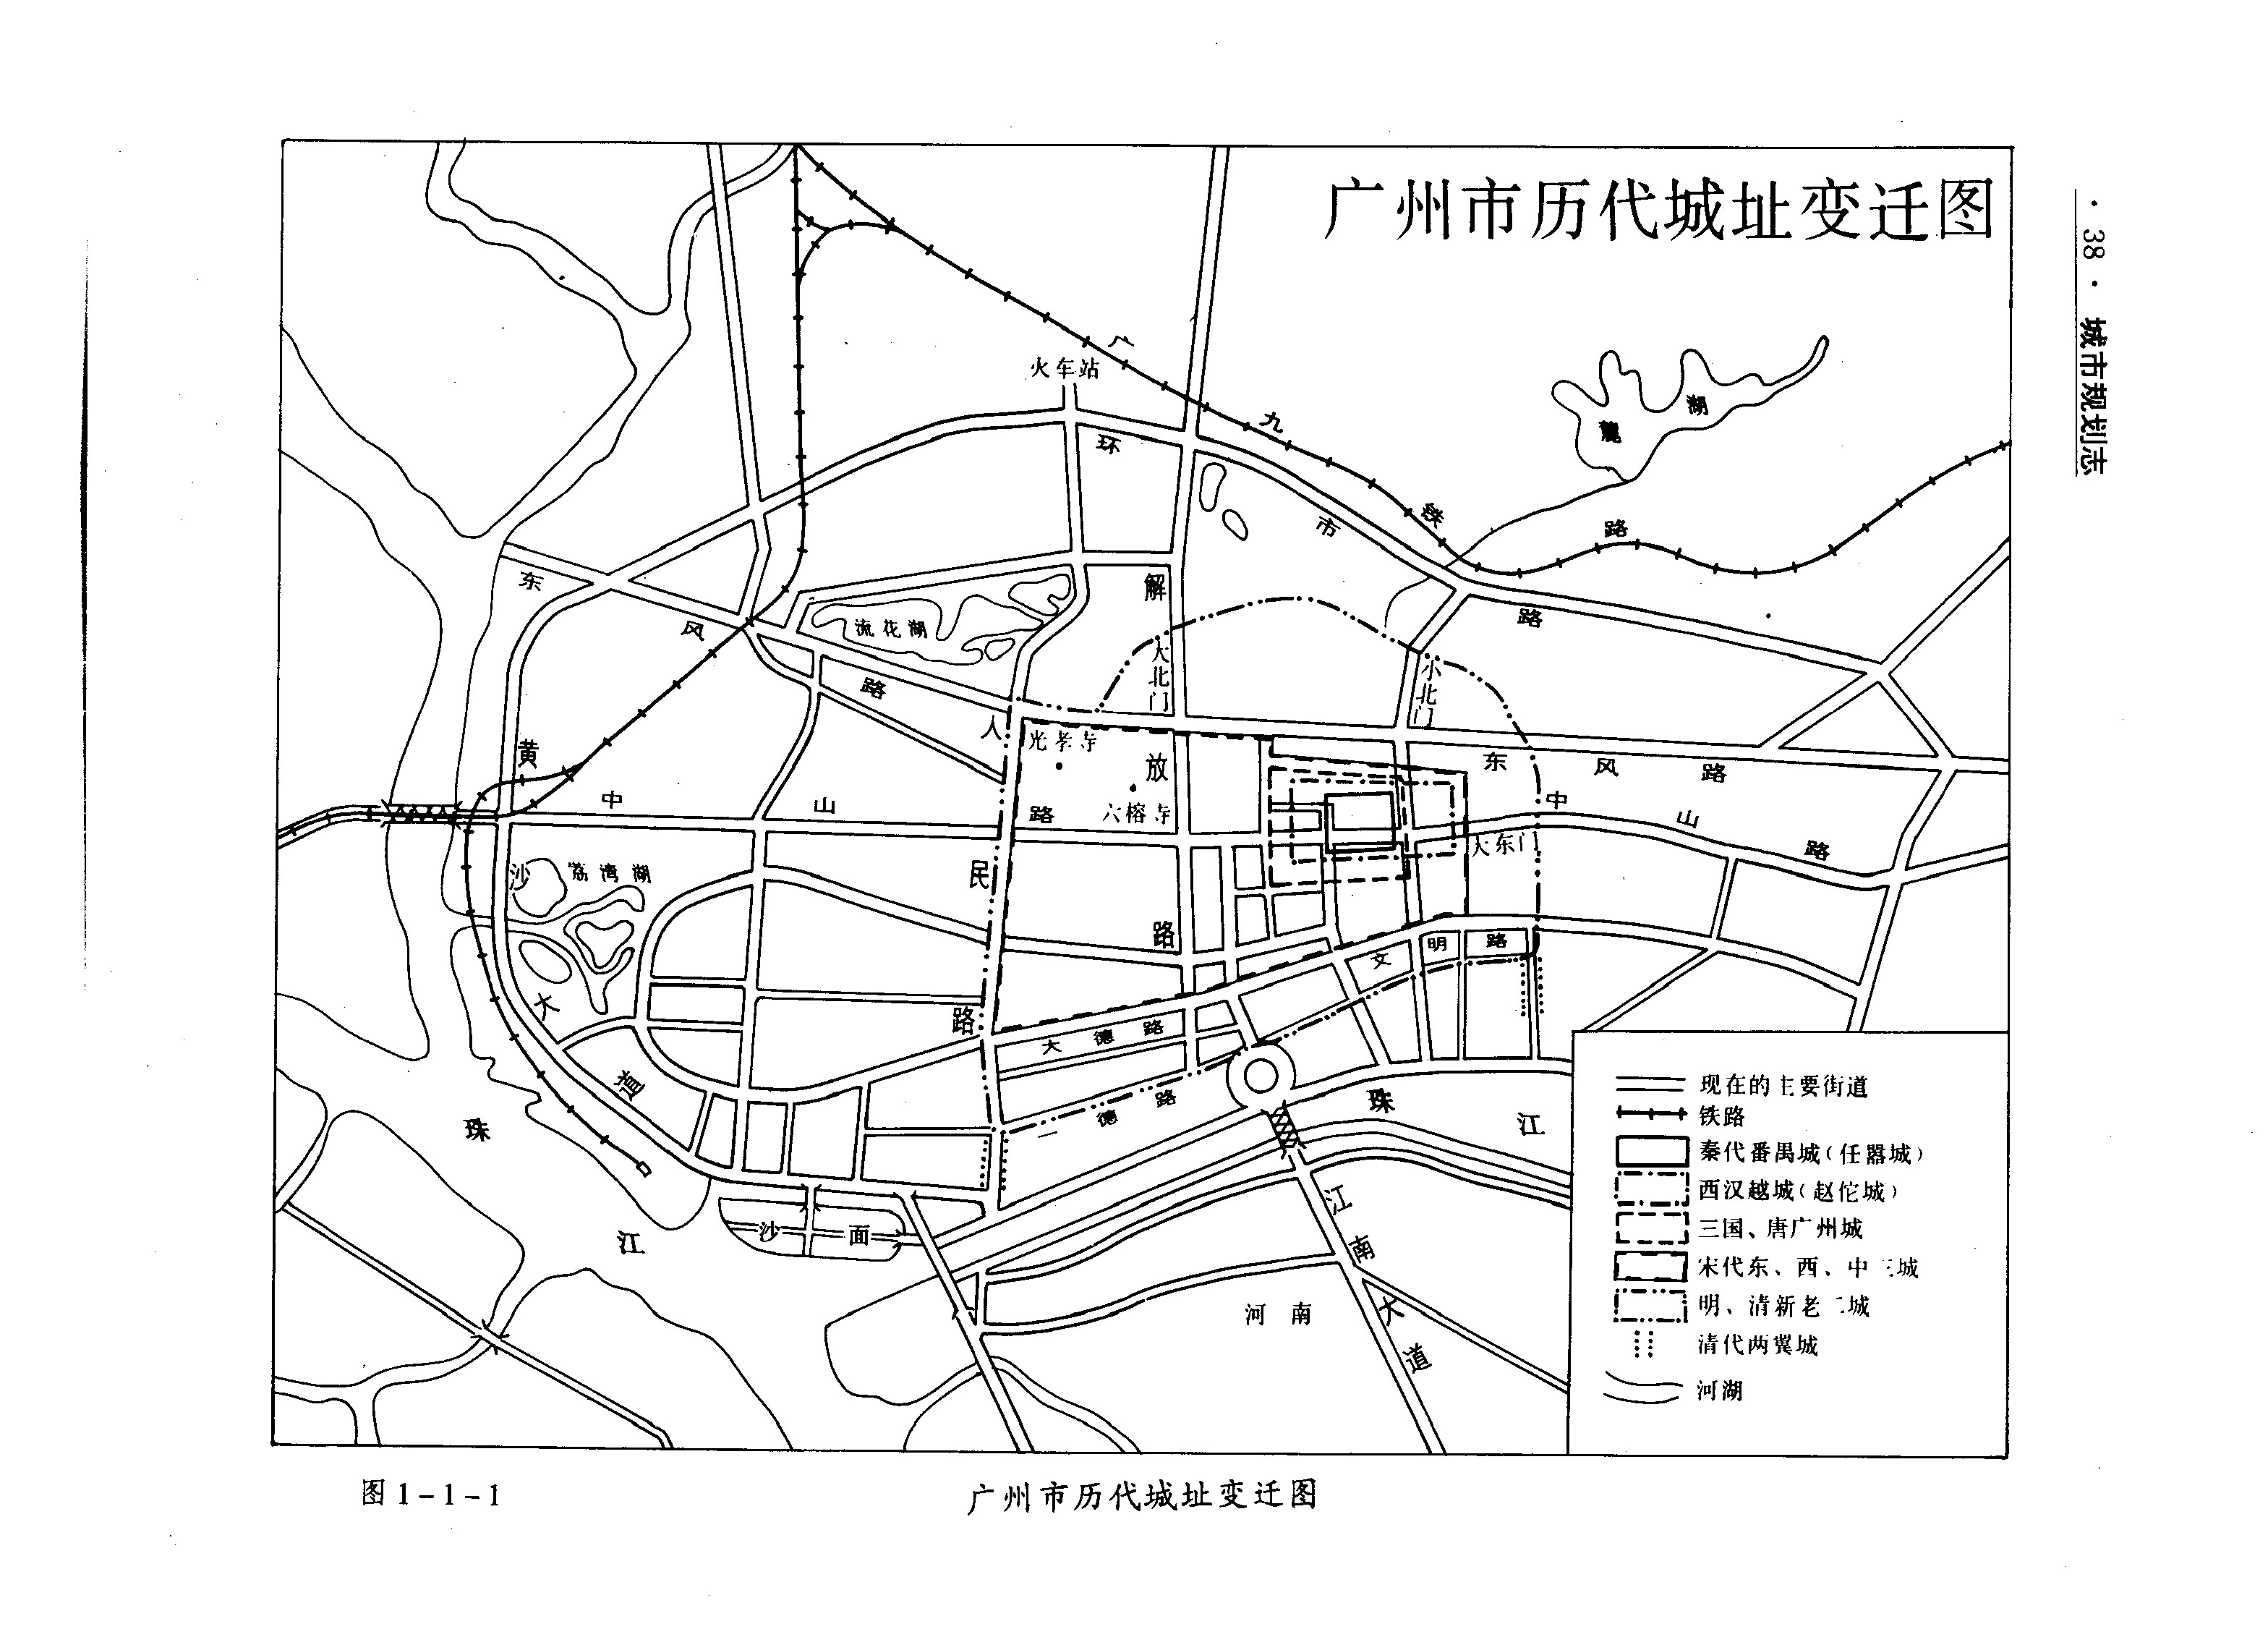 ·38· 城市规划志
广州市历代城址变迁图
火车站
广九铁路
麓湖
环市路
东风路
流花湖
解放路
大北门
小北门
人民路
光孝寺
六榕寺
东风路
黄沙大道
中山路
中山路
大东门
荔湾湖
文明路
大德路
一德路
珠江
珠江
沙面
江南大道
河南
现在的主要街道
铁路
秦代番禺城(任嚣城)
西汉越城(赵佗城)
三国、唐广州城
宋代东、西、中三城
明、清新老二城
清代两翼城
河湖
图1-1-1
广州市历代城址变迁图